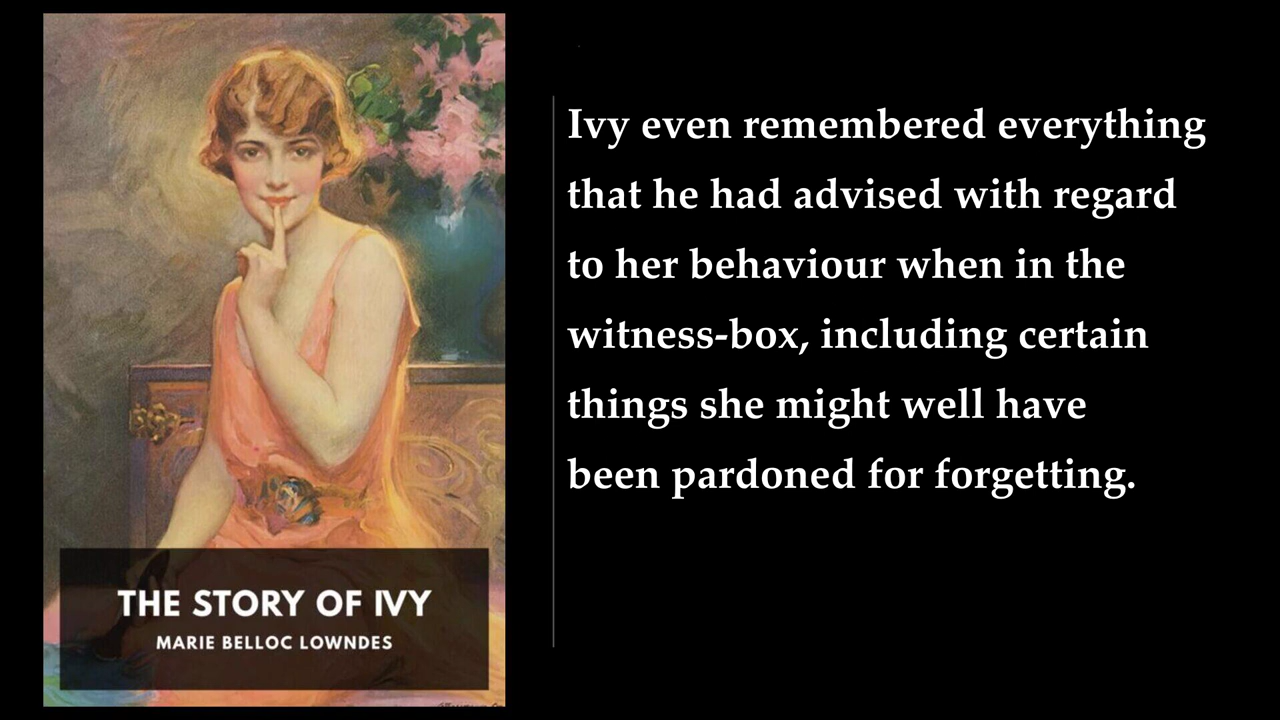 THE STORY OF IVY
MARIE BELLOC LOWNDES
Ivy even remembered everything
that he had advised with regard
to her behaviour when in the
witness-box, including certain
things she might well have
been pardoned for forgetting.